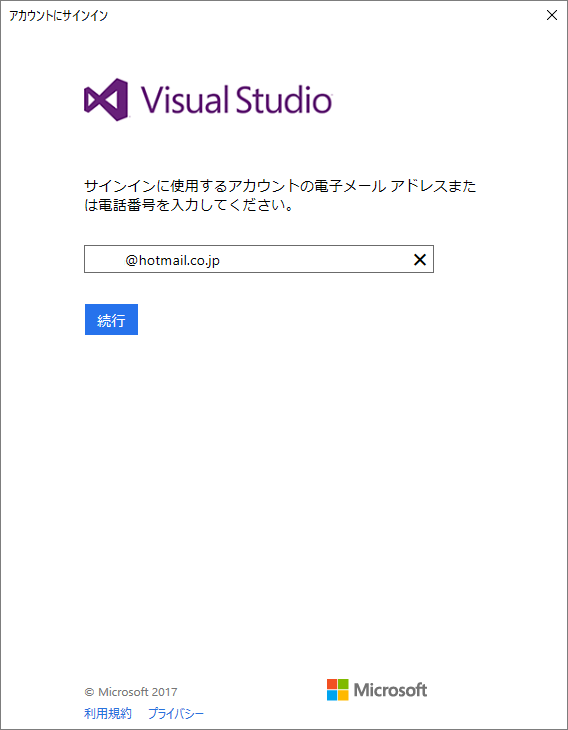 アカウントにサインイン
Visual Studio
サインインに使用するアカウントの電子メール アドレスまた
は電話番号を入力してください。
@hotmail.co.jp
続行
© Microsoft 2017
Microsoft
利用規約 プライバシー